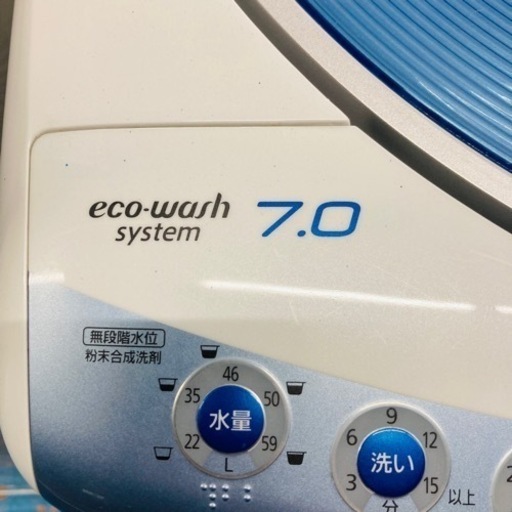 eco-wash 7.0
system
無段階水位
粉末合成洗剤
46
35 50
水量
22 59
L
9
6 12
洗い
3 15 以上
分
2